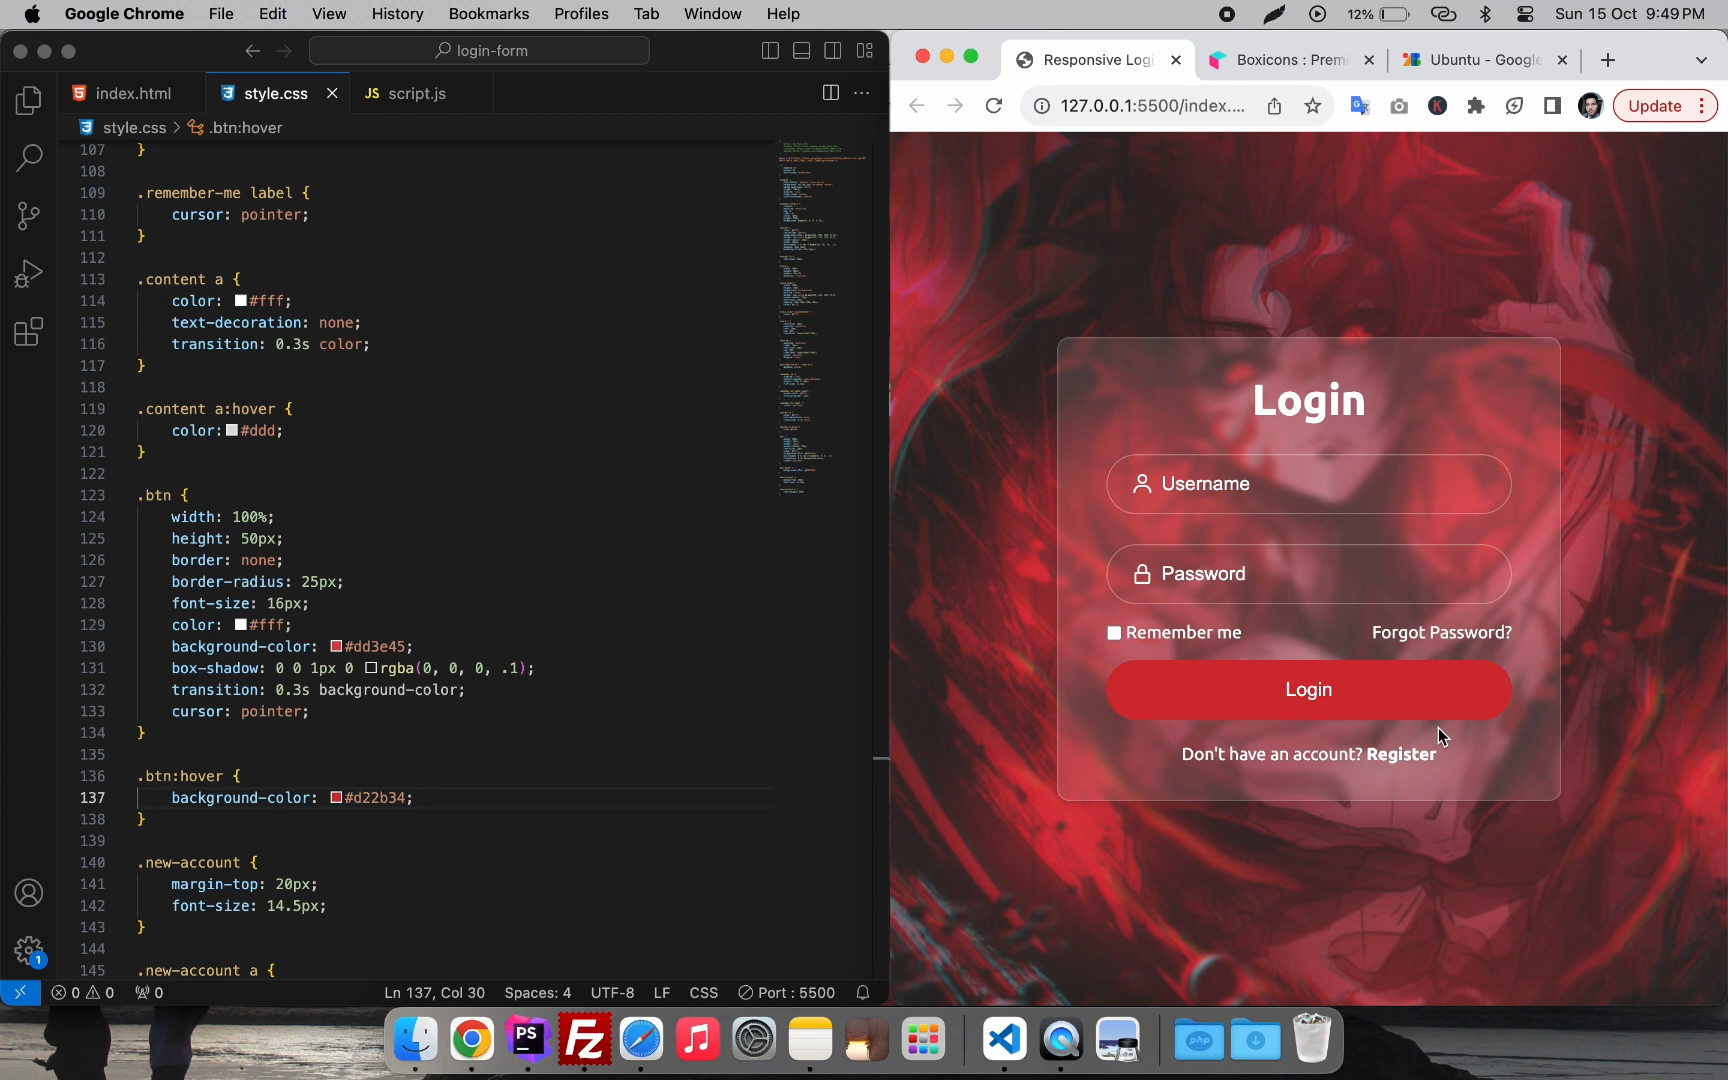 Google Chrome File Edit View History Bookmarks Profiles Tab Window Help 12% Sun 15 Oct 9:49 PM
login-form
index.html style.css script.js
style.css > .btn:hover
107 }
108
109 .remember-me label {
110 cursor: pointer;
111 }
112
113 .content a {
114 color: #fff;
115 text-decoration: none;
116 transition: 0.3s color;
117 }
118
119 .content a:hover {
120 color: #ddd;
121 }
122
123 .btn {
124 width: 100%;
125 height: 50px;
126 border: none;
127 border-radius: 25px;
128 font-size: 16px;
129 color: #fff;
130 background-color: #dd3e45;
131 box-shadow: 0 0 1px 0 rgba(0, 0, 0, .1);
132 transition: 0.3s background-color;
133 cursor: pointer;
134 }
135
136 .btn:hover {
137 background-color: #d22b34;
138 }
139
140 .new-account {
141 margin-top: 20px;
142 font-size: 14.5px;
143 }
144
145 .new-account a {
1
0 0 0 Ln 137, Col 30 Spaces: 4 UTF-8 LF CSS Port : 5500
Responsive Logi Boxicons : Premi Ubuntu - Google
127.0.0.1:5500/index.... Update
Login
Username
Password
Remember me Forgot Password?
Login
Don't have an account? Register
PS
php